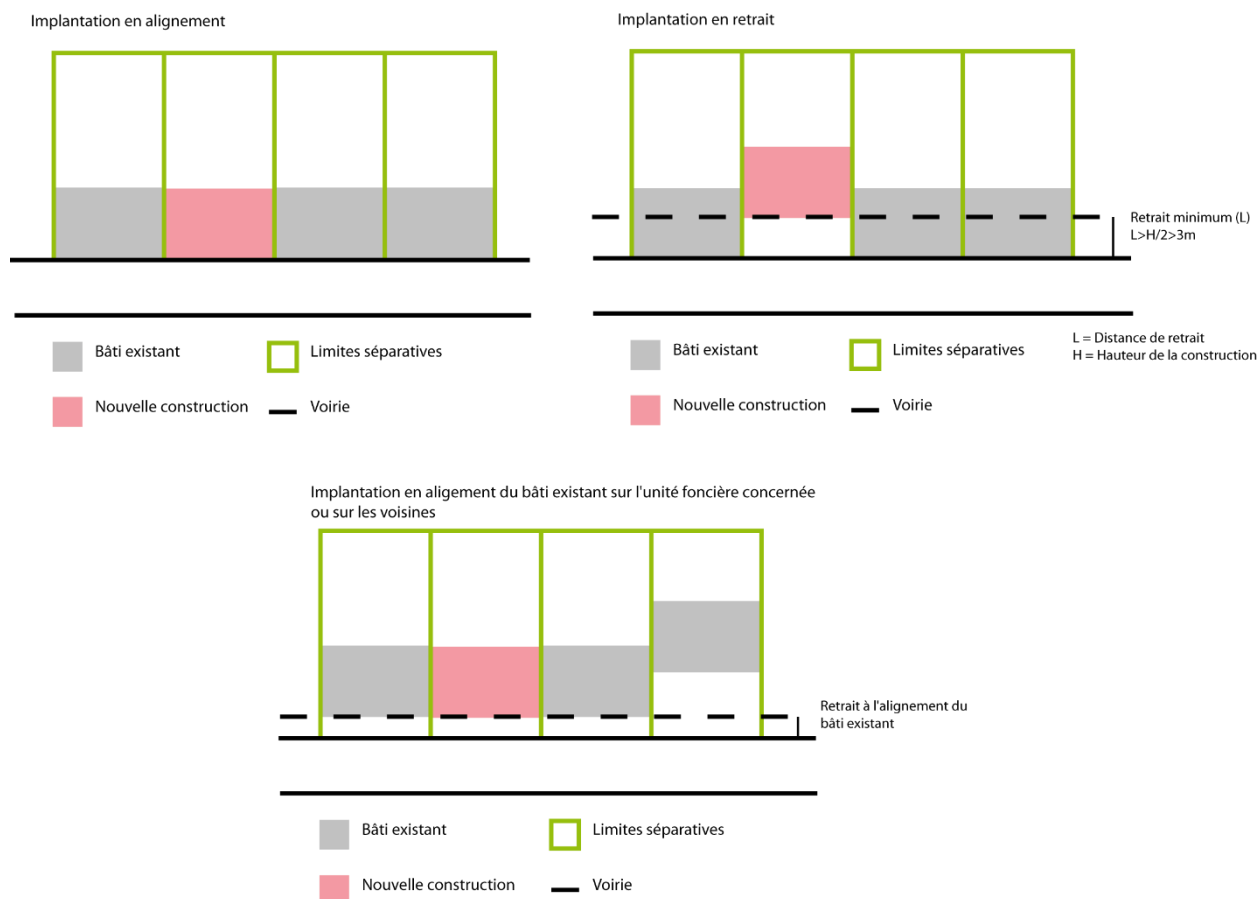 Implantation en alignement
Bâti existant
Limites séparatives
Nouvelle construction
Voirie
Implantation en retrait
Retrait minimum (L)
L>H/2>3m
Bâti existant
Limites séparatives
L = Distance de retrait
H = Hauteur de la construction
Nouvelle construction
Voirie
Implantation en aligement du bâti existant sur l'unité foncière concernée
ou sur les voisines
Retrait à l'alignement du
bâti existant
Bâti existant
Limites séparatives
Nouvelle construction
Voirie